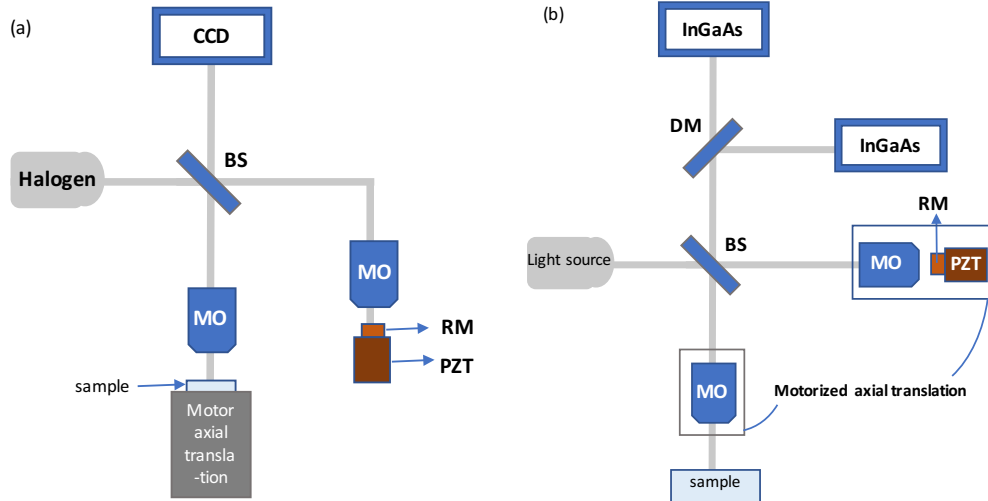 (a)
CCD
BS
Halogen
MO
MO
RM
PZT
sample
Motor
axial
transla
-tion
(b)
InGaAs
DM
InGaAs
RM
BS
Light source
MO
PZT
MO
Motorized axial translation
sample